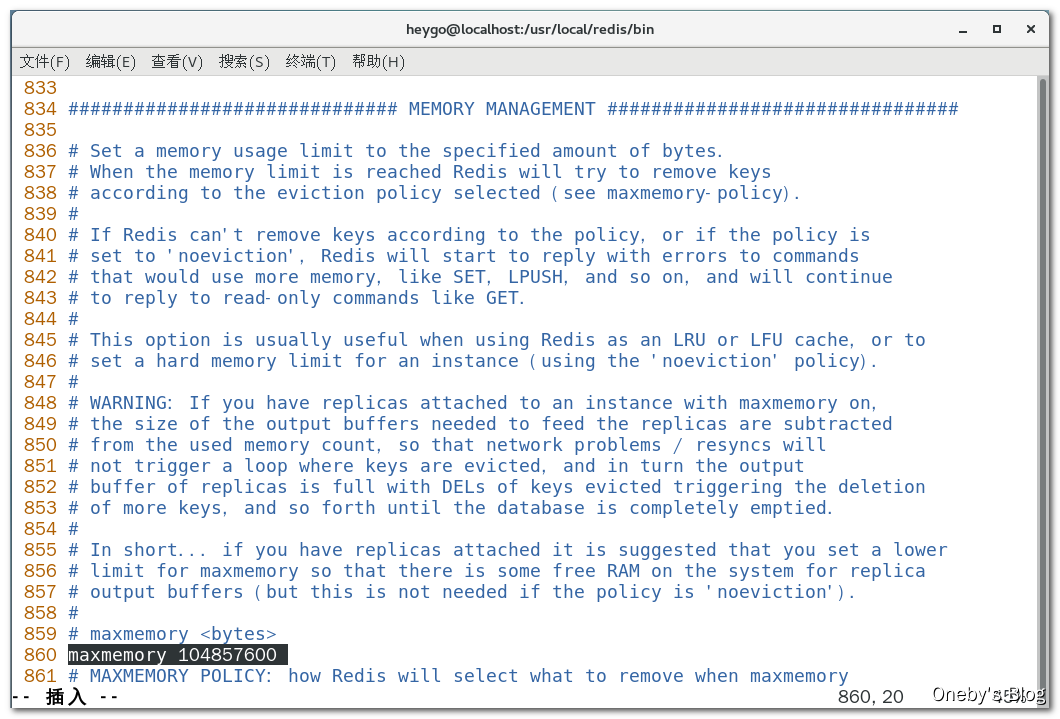 heygo@localhost:/usr/local/redis/bin
文件(F) 编辑(E) 查看(V) 搜索(S) 终端(T) 帮助(H)
833
834 ############################## MEMORY MANAGEMENT ################################
835
836 # Set a memory usage limit to the specified amount of bytes.
837 # When the memory limit is reached Redis will try to remove keys
838 # according to the eviction policy selected (see maxmemory-policy).
839 #
840 # If Redis can't remove keys according to the policy, or if the policy is
841 # set to 'noeviction', Redis will start to reply with errors to commands
842 # that would use more memory, like SET, LPUSH, and so on, and will continue
843 # to reply to read-only commands like GET.
844 #
845 # This option is usually useful when using Redis as an LRU or LFU cache, or to
846 # set a hard memory limit for an instance (using the 'noeviction' policy).
847 #
848 # WARNING: If you have replicas attached to an instance with maxmemory on,
849 # the size of the output buffers needed to feed the replicas are subtracted
850 # from the used memory count, so that network problems / resyncs will
851 # not trigger a loop where keys are evicted, and in turn the output
852 # buffer of replicas is full with DELs of keys evicted triggering the deletion
853 # of more keys, and so forth until the database is completely emptied.
854 #
855 # In short... if you have replicas attached it is suggested that you set a lower
856 # limit for maxmemory so that there is some free RAM on the system for replica
857 # output buffers (but this is not needed if the policy is 'noeviction').
858 #
859 # maxmemory <bytes>
860 maxmemory 104857600
861 # MAXMEMORY POLICY: how Redis will select what to remove when maxmemory
-- 插入 -- 860,20 45%
Oneby's Blog